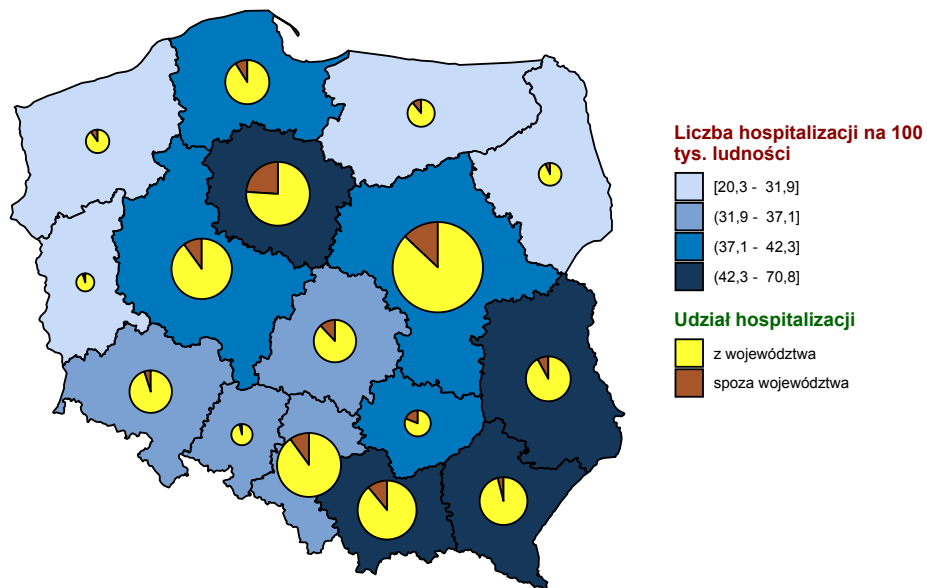 Liczba hospitalizacji na 100
tys. ludności
[20,3 - 31,9]
(31,9 - 37,1]
(37,1 - 42,3]
(42,3 - 70,8]
Udział hospitalizacji
z województwa
spoza województwa